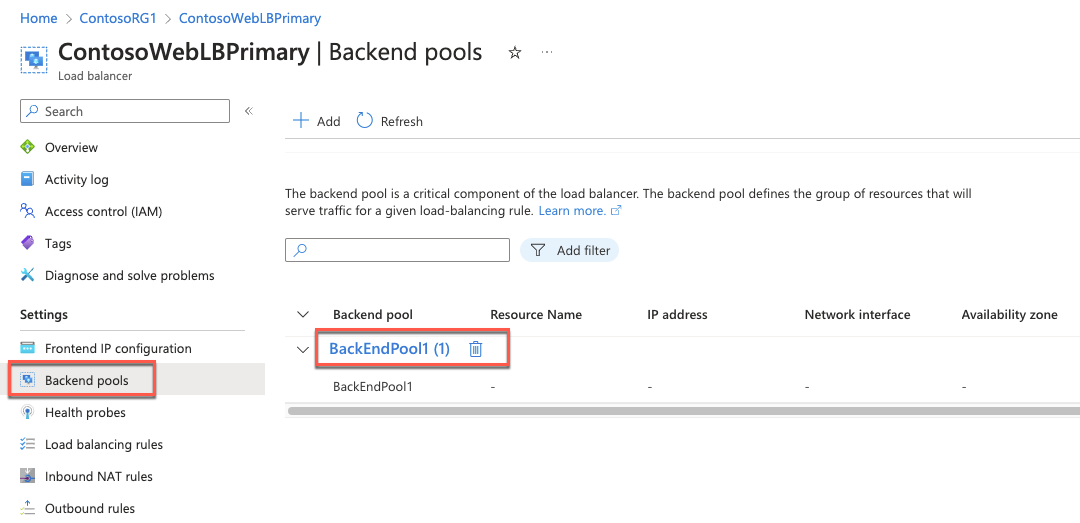 Home > ContosoRG1 > ContosoWebLBPrimary
ContosoWebLBPrimary | Backend pools
Load balancer
Search
Overview
Activity log
Access control (IAM)
Tags
Diagnose and solve problems
Settings
Frontend IP configuration
Backend pools
Health probes
Load balancing rules
Inbound NAT rules
Outbound rules
Add Refresh
The backend pool is a critical component of the load balancer. The backend pool defines the group of resources that will
serve traffic for a given load-balancing rule. Learn more.
Add filter
Backend pool Resource Name IP address Network interface Availability zone
BackEndPool1 (1)
BackEndPool1 - - - -